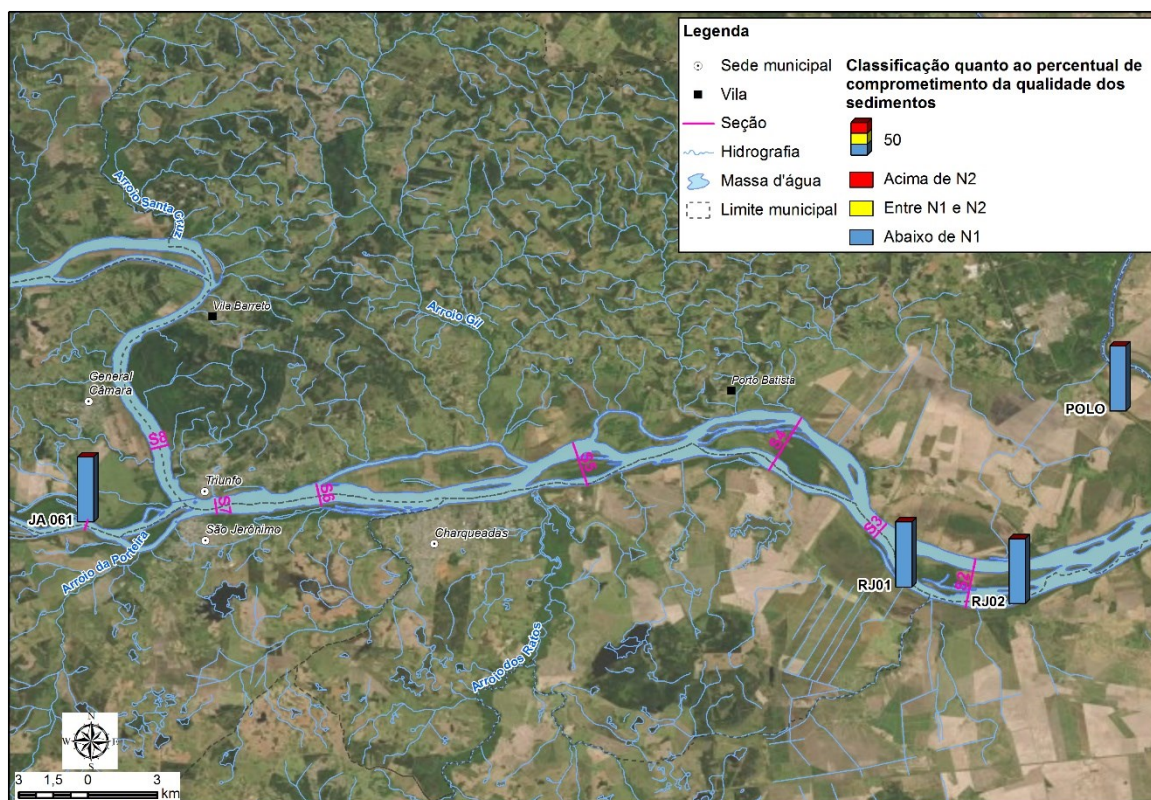 Legenda
Sede municipal
Vila
Seção
Hidrografia
Massa d'água
Limite municipal
Classificação quanto ao percentual de
comprometimento da qualidade dos
sedimentos
50
Acima de N2
Entre N1 e N2
Abaixo de N1
Arroio Santa Cruz
Vila Barreto
Arroio Gil
General
Câmara
Porto Batista
POLO
S8
S5
S4
Triunfo
S7
S6
JA 061
São Jerônimo
Charqueadas
S3
Arroio da Porteira
RJ01
S2
RJ02
Arroio dos Ratos
N
W
E
S
3 1,5 0 3
km